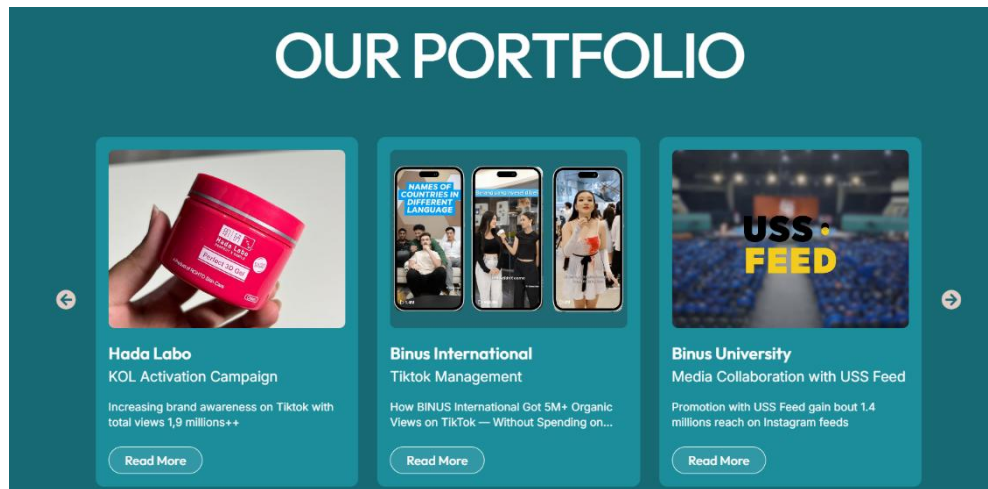 OUR PORTFOLIO
Hada Labo
Perfect 3D Gel
NAMES OF
COUNTRIES IN
DIFFERENT
LANGUAGE
USS
FEED
Hada Labo
KOL Activation Campaign
Increasing brand awareness on Tiktok with
total views 1,9 millions++
Read More
Binus International
Tiktok Management
How BINUS International Got 5M+ Organic
Views on TikTok — Without Spending on...
Read More
Binus University
Media Collaboration with USS Feed
Promotion with USS Feed gain bout 1.4
millions reach on Instagram feeds
Read More